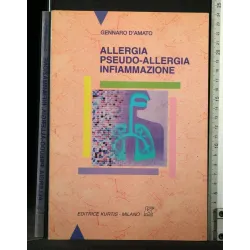 GENNARO D'AMATO
ALLERGIA
PSEUDO-ALLERGIA
INFIAMMAZIONE
EDITRICE KURTIS MILANO